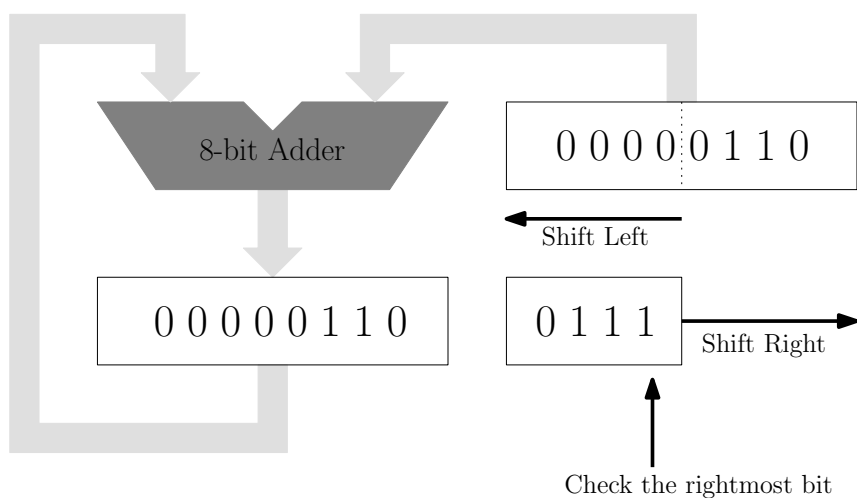 8-bit Adder
0 0 0 0 0 1 1 0
Shift Left
0 0 0 0 0 1 1 0
0 1 1 1
Shift Right
Check the rightmost bit